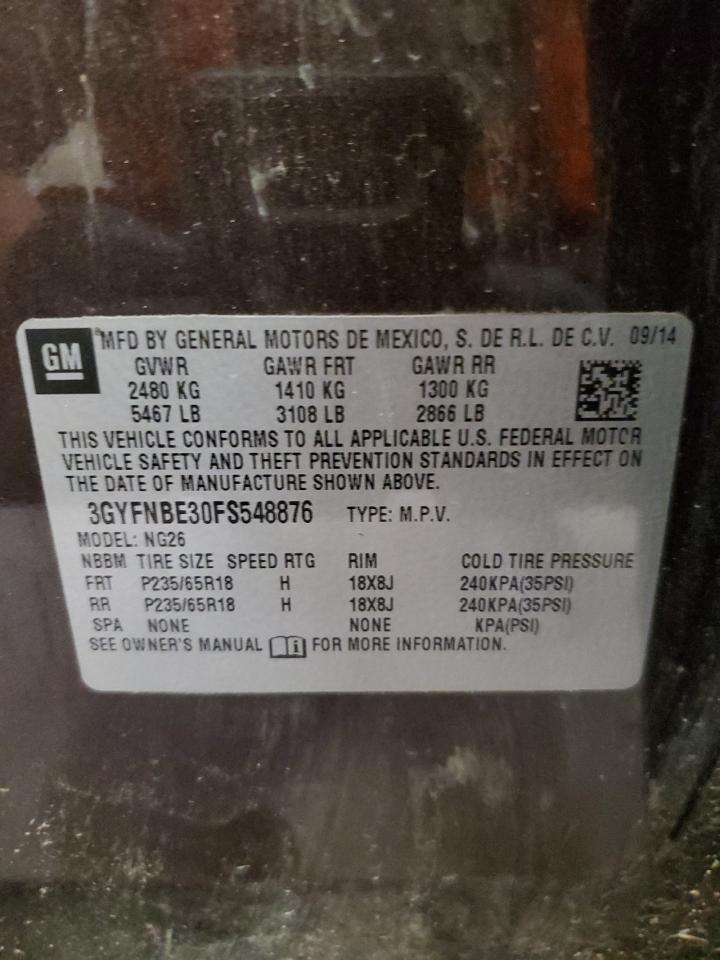 GM
®MFD BY GENERAL MOTORS DE MEXICO, S. DE R.L. DE C.V. 09/14
GVWR GAWR FRT GAWR RR
2480 KG 1410 KG 1300 KG
5467 LB 3108 LB 2866 LB
THIS VEHICLE CONFORMS TO ALL APPLICABLE U.S. FEDERAL MOTOR
VEHICLE SAFETY AND THEFT PREVENTION STANDARDS IN EFFECT ON
THE DATE OF MANUFACTURE SHOWN ABOVE.
3GYFNBE30FS548876 TYPE: M.P.V.
MODEL: NG26
NBBM TIRE SIZE SPEED RTG RIM COLD TIRE PRESSURE
FRT P235/65R18 H 18X8J 240KPA(35PSI)
RR P235/65R18 H 18X8J 240KPA(35PSI)
SPA NONE NONE KPA(PSI)
SEE OWNER'S MANUAL i FOR MORE INFORMATION.